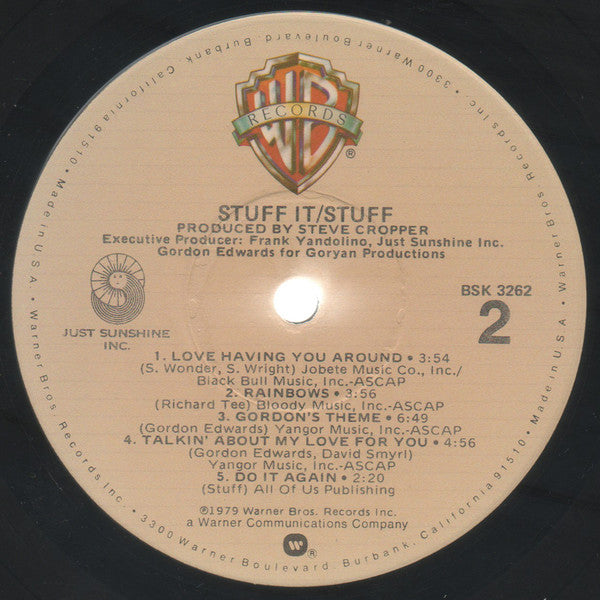 WB
RECORDS
®
STUFF IT/STUFF
PRODUCED BY STEVE CROPPER
Executive Producer: Frank Yandolino, Just Sunshine Inc.
Gordon Edwards for Goryan Productions
JUST SUNSHINE
INC.
BSK 3262
2
1. LOVE HAVING YOU AROUND • 3:54
(S. Wonder, S. Wright) Jobete Music Co., Inc./
Black Bull Music, Inc.-ASCAP
2. RAINBOWS • 3:56
(Richard Tee) Bloody Music, Inc.-ASCAP
3. GORDON'S THEME • 6:49
(Gordon Edwards) Yangor Music, Inc.-ASCAP
4. TALKIN' ABOUT MY LOVE FOR YOU • 4:56
(Gordon Edwards, David Smyrl)
Yangor Music, Inc.-ASCAP
5. DO IT AGAIN • 2:20
(Stuff) All Of Us Publishing
℗1979 Warner Bros. Records Inc.
a Warner Communications Company
®
• Made in U.S.A. • Warner Bros. Records Inc. • 3300 Warner Boulevard, Burbank, California 91510 • Made in U.S.A. • Warner Bros. Records Inc. • 3300 Warner Boulevard, Burbank, California 91510